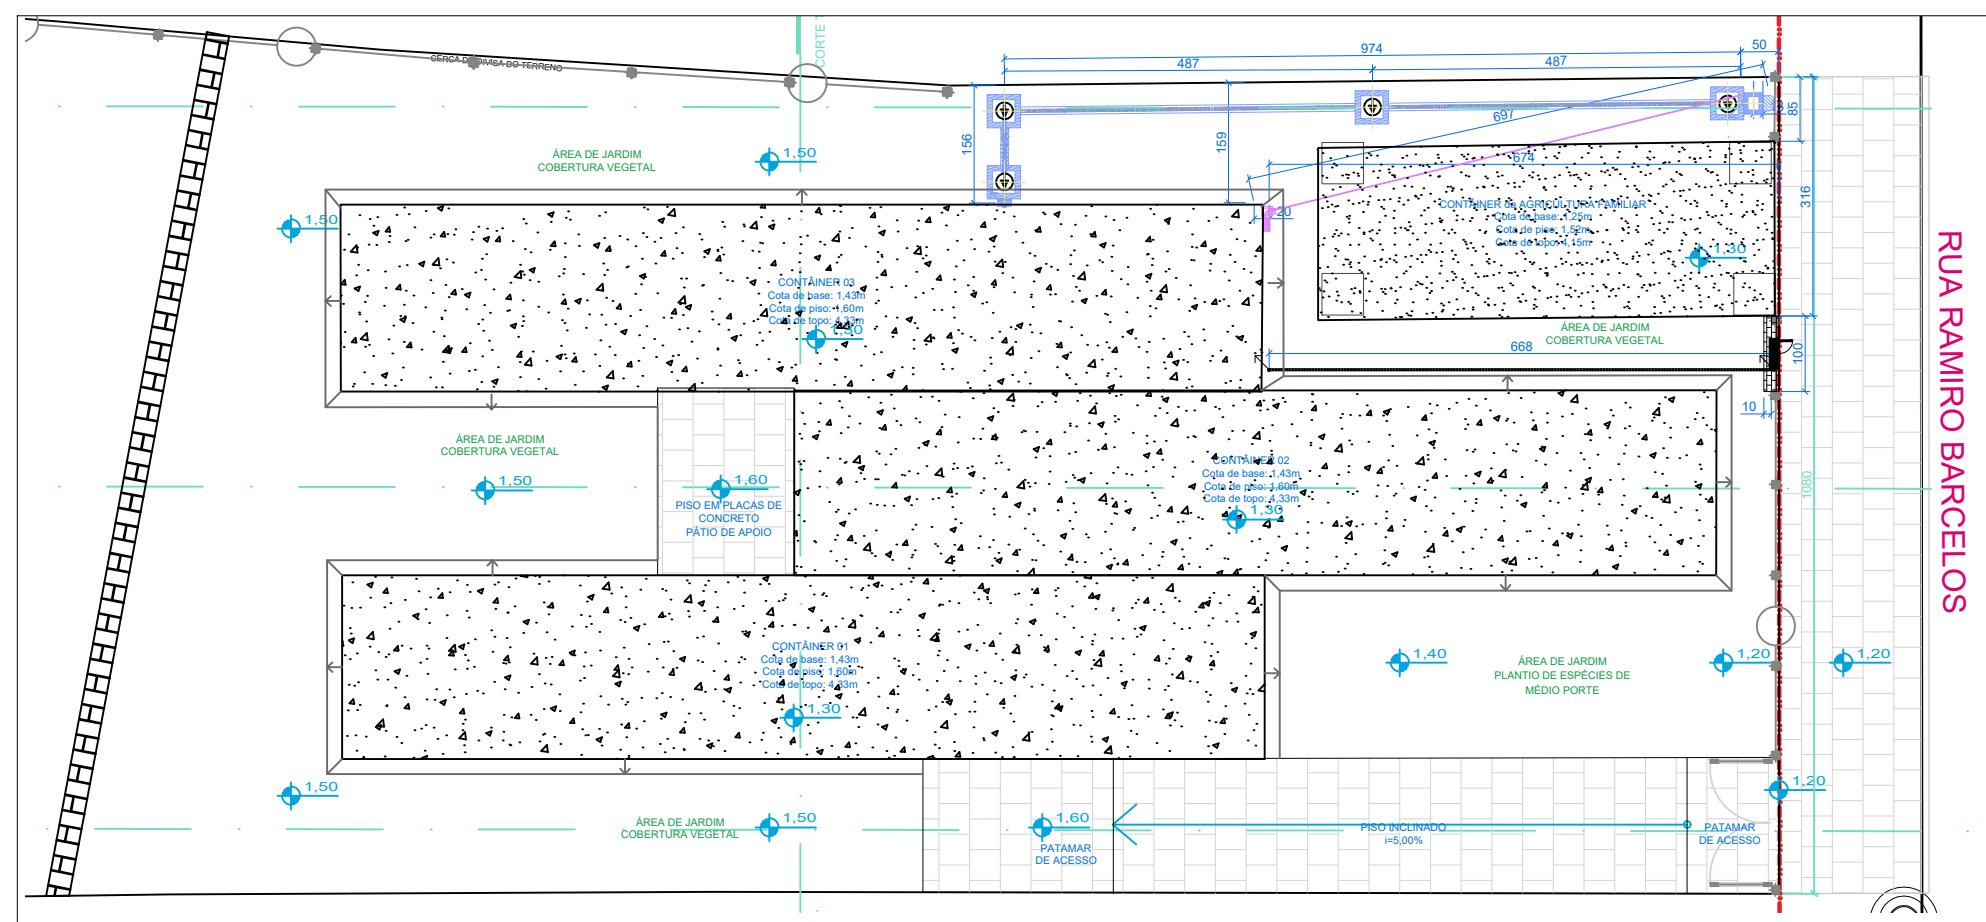 CORTE 1
CERCA DE DIVISA DO TERRENO
974
50
487
487
697
85
156
159
1,50
ÁREA DE JARDIM
COBERTURA VEGETAL
674
316
20
CONTÂINER da AGRICULTURA FAMILIAR
Cota de base: 1,25m
Cota de piso: 1,52m
Cota de topo: 4,15m
1,30
1,50
CONTÂINER 03
Cota de base: 1,43m
Cota de piso: 1,60m
Cota de topo: 4,33m
1,30
ÁREA DE JARDIM
COBERTURA VEGETAL
668
100
10
RUA RAMIRO BARCELOS
ÁREA DE JARDIM
COBERTURA VEGETAL
1,50
1,60
PISO EM PLACAS DE
CONCRETO
PÁTIO DE APOIO
CONTÂINER 02
Cota de base: 1,43m
Cota de piso: 1,60m
Cota de topo: 4,33m
1,30
1080
CONTÂINER 01
Cota de base: 1,43m
Cota de piso: 1,60m
Cota de topo: 4,33m
1,30
1,40
ÁREA DE JARDIM
PLANTIO DE ESPÉCIES DE
MÉDIO PORTE
1,20
1,20
1,50
1,20
ÁREA DE JARDIM
COBERTURA VEGETAL
1,50
1,60
PATAMAR
DE ACESSO
PISO INCLINADO
i=5,00%
PATAMAR
DE ACESSO